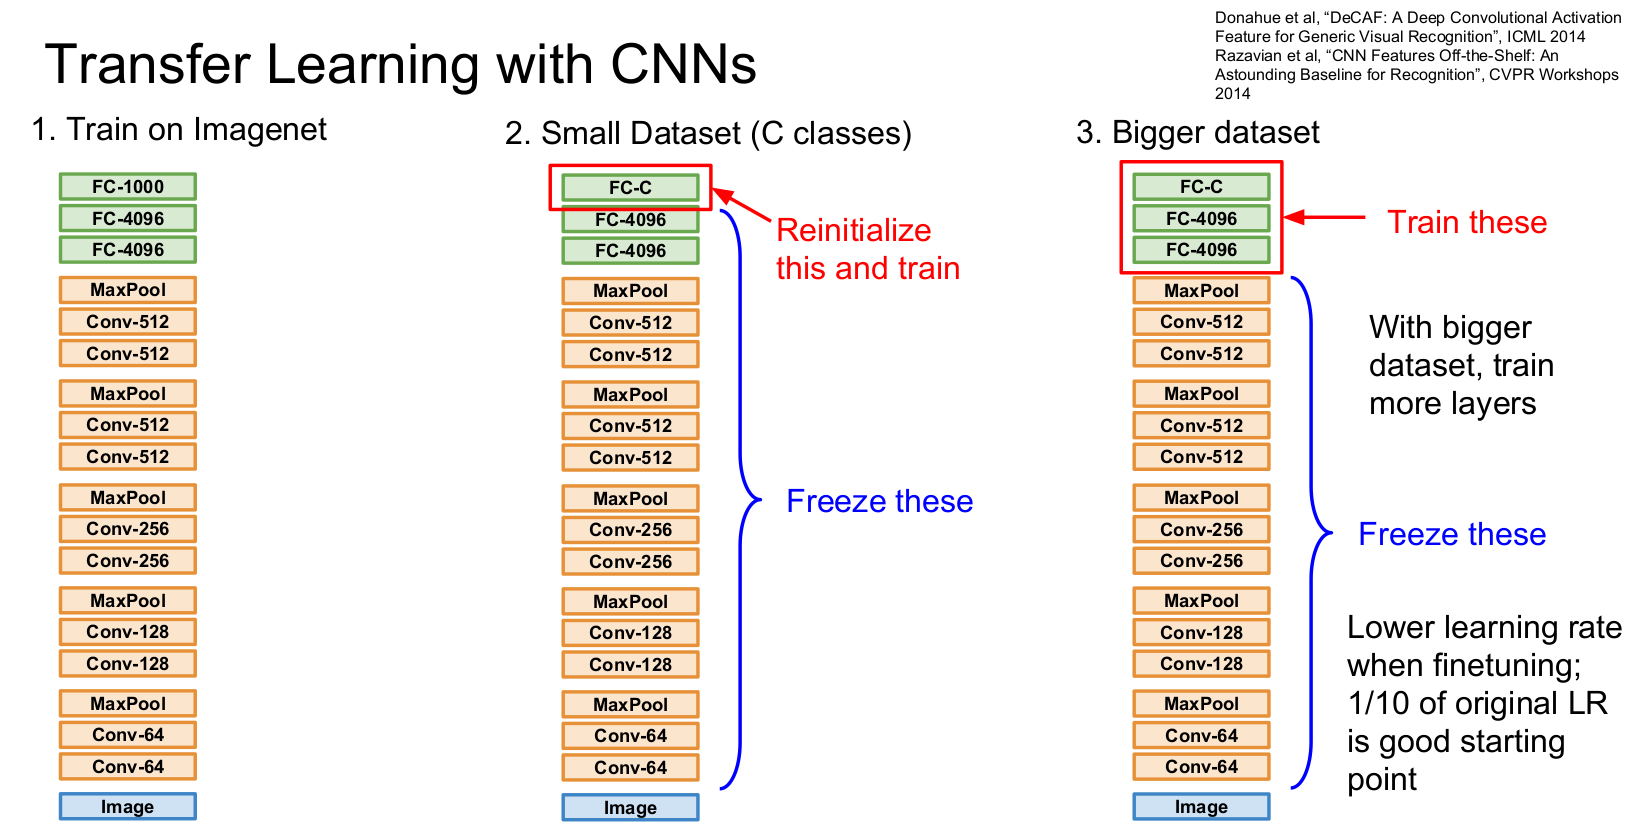 Donahue et al, “DeCAF: A Deep Convolutional Activation
Feature for Generic Visual Recognition”, ICML 2014
Razavian et al, “CNN Features Off-the-Shelf: An
Astounding Baseline for Recognition”, CVPR Workshops
2014
Transfer Learning with CNNs
1. Train on Imagenet
FC-1000
FC-4096
FC-4096
MaxPool
Conv-512
Conv-512
MaxPool
Conv-512
Conv-512
MaxPool
Conv-256
Conv-256
MaxPool
Conv-128
Conv-128
MaxPool
Conv-64
Conv-64
Image
2. Small Dataset (C classes)
FC-C
FC-4096
FC-4096
MaxPool
Conv-512
Conv-512
MaxPool
Conv-512
Conv-512
MaxPool
Conv-256
Conv-256
MaxPool
Conv-128
Conv-128
MaxPool
Conv-64
Conv-64
Image
Reinitialize
this and train
Freeze these
3. Bigger dataset
FC-C
FC-4096
FC-4096
MaxPool
Conv-512
Conv-512
MaxPool
Conv-512
Conv-512
MaxPool
Conv-256
Conv-256
MaxPool
Conv-128
Conv-128
MaxPool
Conv-64
Conv-64
Image
Train these
With bigger
dataset, train
more layers
Freeze these
Lower learning rate
when finetuning;
1/10 of original LR
is good starting
point